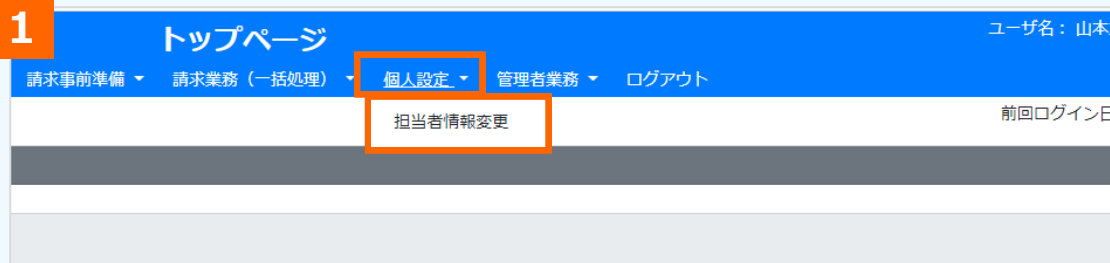 1
トップページ
ユーザ名： 山本
請求事前準備 請求業務（一括処理） 個人設定 管理者業務 ログアウト
担当者情報変更
前回ログイン日